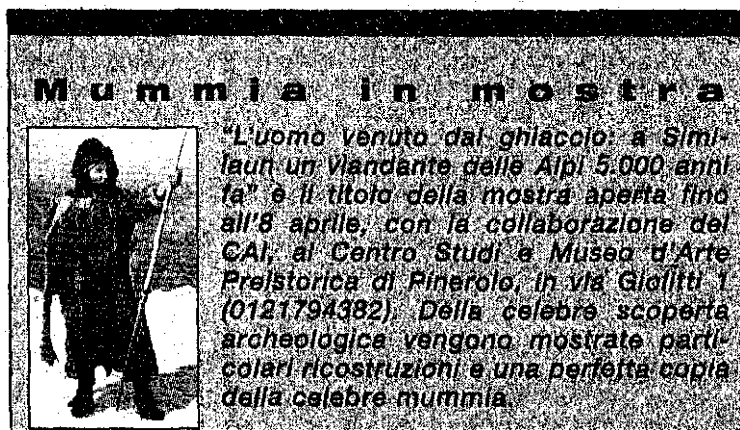 Mummia in mostra
"L'uomo venuto dal ghiaccio: a Simi-
laun un viandante delle Alpi 5.000 anni
fa" è il titolo della mostra aperta fino
all'8 aprile, con la collaborazione del
CAI, al Centro Studi e Museo d'Arte
Preistorica di Pinerolo, in via Giolitti 1
(0121794382). Della celebre scoperta
archeologica vengono mostrate parti-
colari ricostruzioni e una perfetta copia
della celebre mummia.